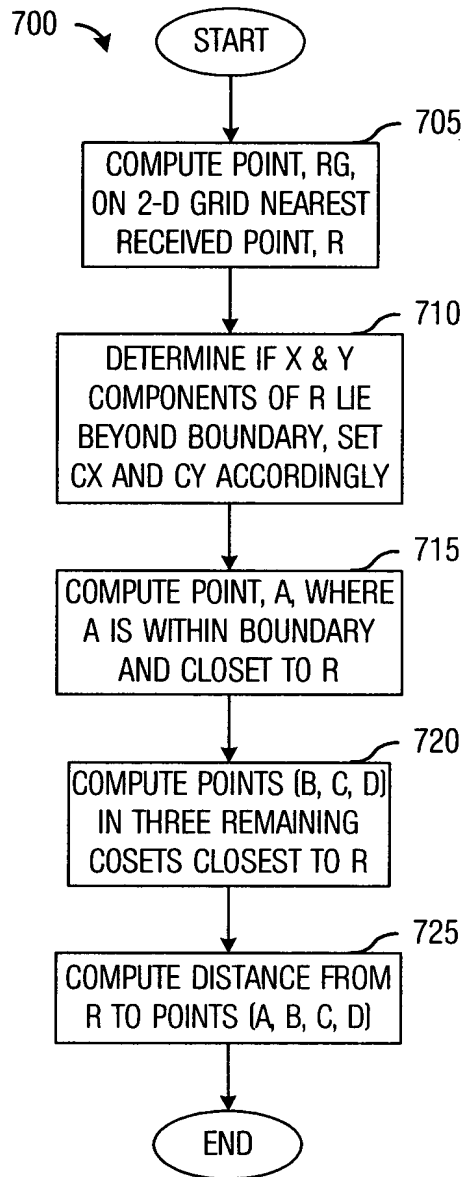 700
START
705
COMPUTE POINT, RG,
ON 2-D GRID NEAREST
RECEIVED POINT, R
710
DETERMINE IF X & Y
COMPONENTS OF R LIE
BEYOND BOUNDARY, SET
CX AND CY ACCORDINGLY
715
COMPUTE POINT, A, WHERE
A IS WITHIN BOUNDARY
AND CLOSET TO R
720
COMPUTE POINTS (B, C, D)
IN THREE REMAINING
COSETS CLOSEST TO R
725
COMPUTE DISTANCE FROM
R TO POINTS (A, B, C, D)
END